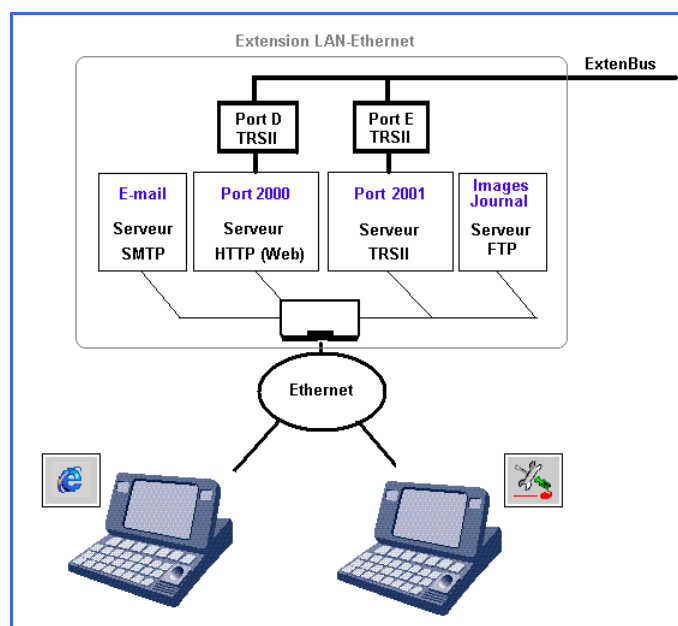 Extension LAN-Ethernet
ExtenBus
Port D
TRSII
Port E
TRSII
E-mail
Serveur
SMTP
Port 2000
Serveur
HTTP (Web)
Port 2001
Serveur
TRSII
Images
Journal
Serveur
FTP
Ethernet